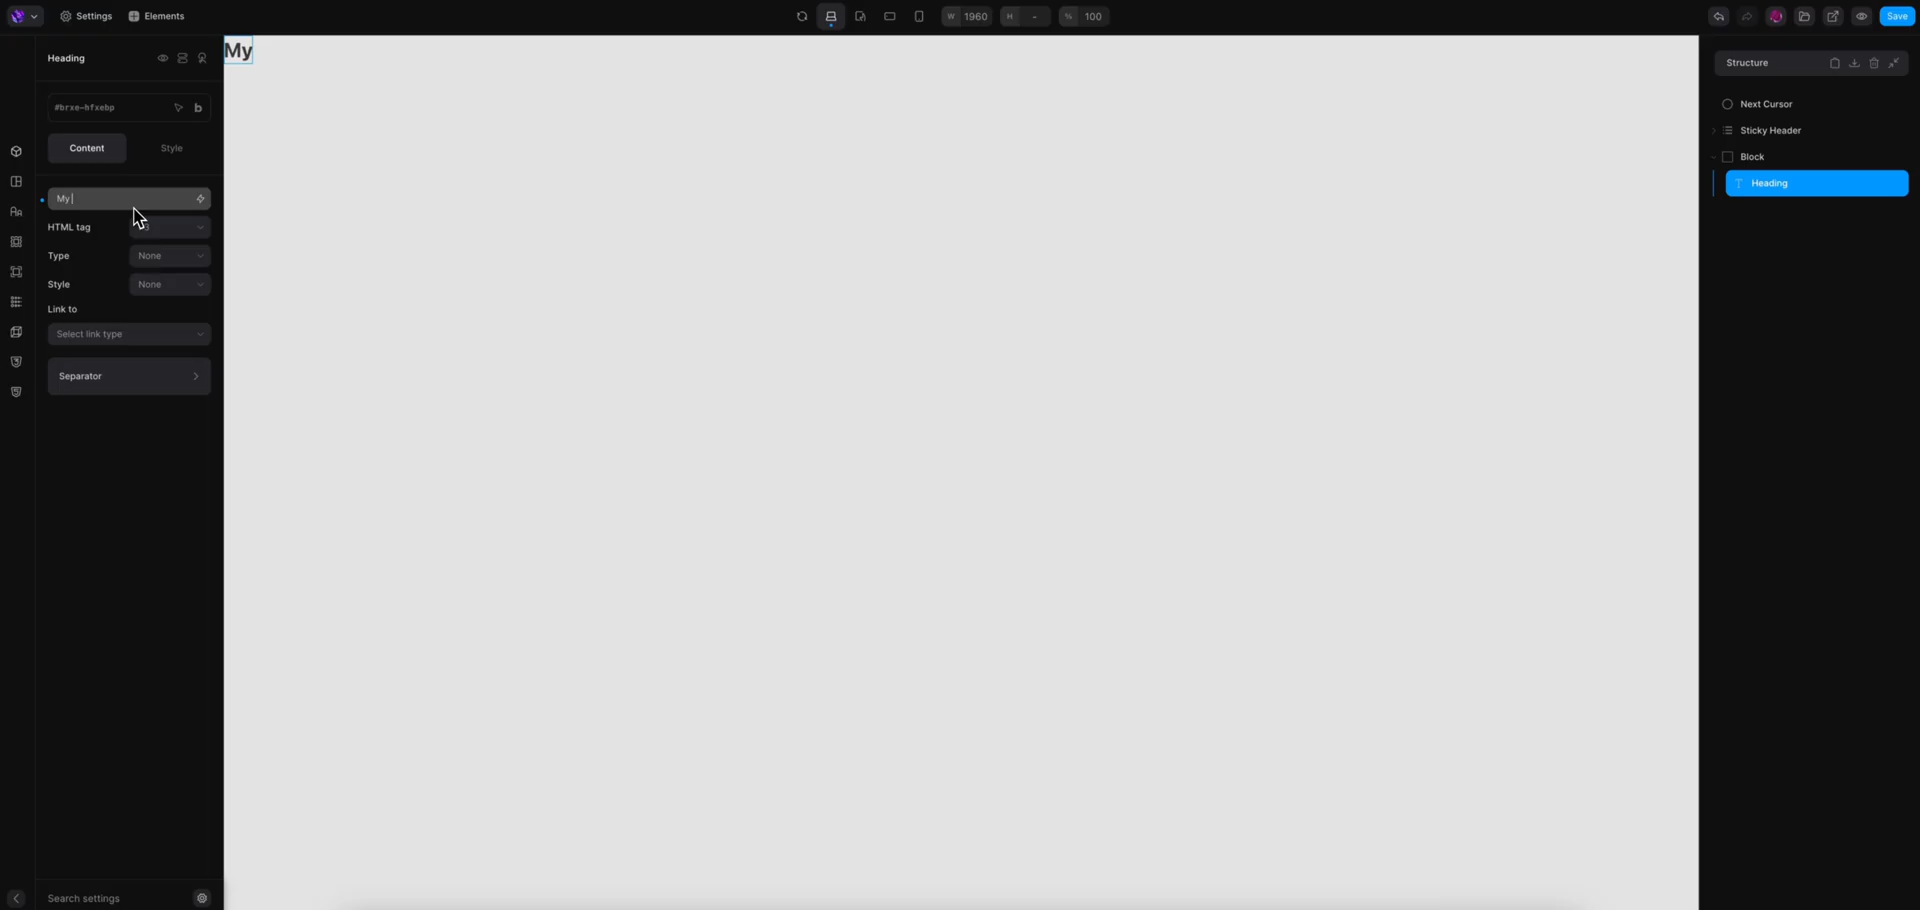 Settings
Elements
W 1960
H -
% 100
Save
Heading
#brxe-hfxebp
b
Content
Style
My
HTML tag
Type
None
Style
None
Link to
Select link type
Separator
Search settings
My
Structure
Next Cursor
Sticky Header
Block
Heading